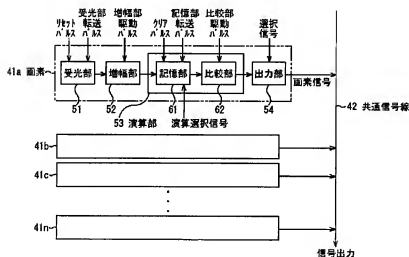 リセット パルス
受光部 転送 パルス
増幅部 駆動 パルス
クリア パルス
記憶部 転送 パルス
比較部 駆動 パルス
選択 信号
41a 画素
受光部
増幅部
記憶部
比較部
出力部
画素信号
51
52
53 演算部
61
演算選択信号
62
54
42 共通信号線
41b
41c
41n
信号出力